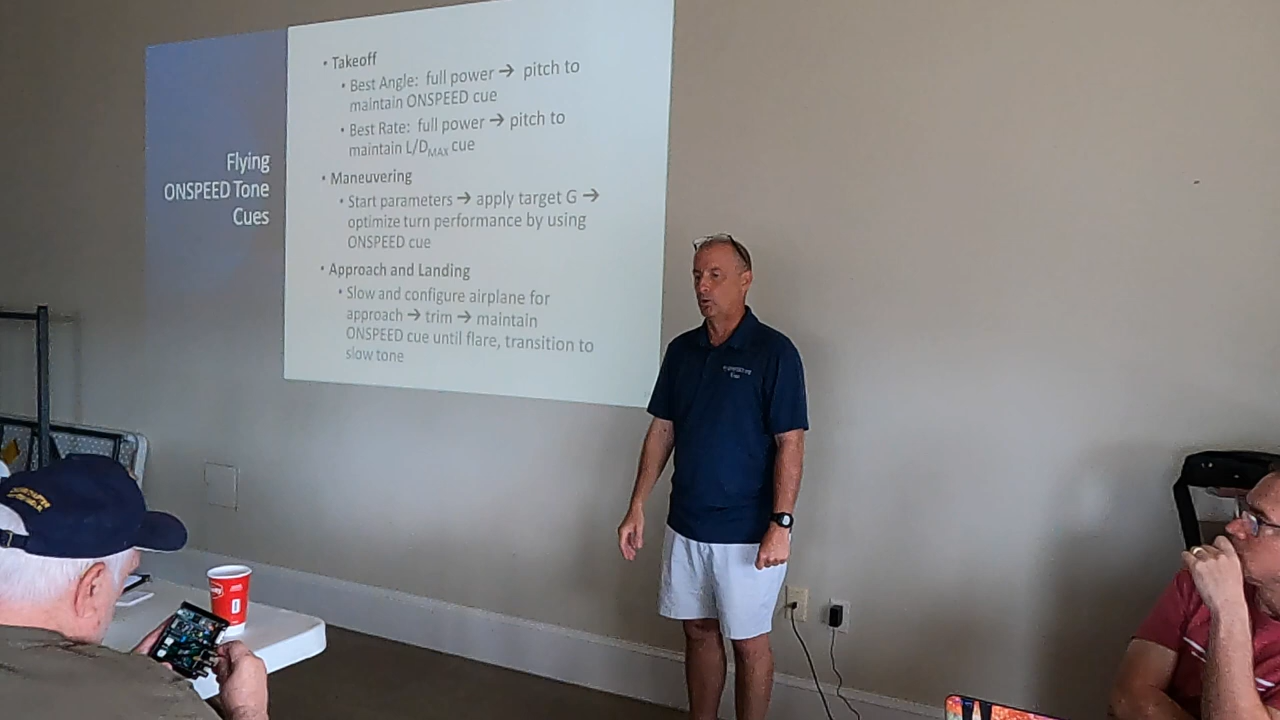 Flying
ONSPEED Tone
Cues
• Takeoff
• Best Angle: full power → pitch to
maintain ONSPEED cue
• Best Rate: full power → pitch to
maintain L/DMAX cue
• Maneuvering
• Start parameters → apply target G →
optimize turn performance by using
ONSPEED cue
• Approach and Landing
• Slow and configure airplane for
approach → trim → maintain
ONSPEED cue until flare, transition to
slow tone